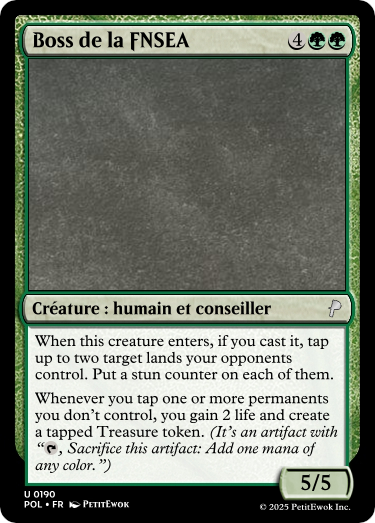 Boss de la FNSEA 4
Créature : humain et conseiller
When this creature enters, if you cast it, tap
up to two target lands your opponents
control. Put a stun counter on each of them.
Whenever you tap one or more permanents
you don't control, you gain 2 life and create
a tapped Treasure token. (It's an artifact with
“, Sacrifice this artifact: Add one mana of
any color.”)
5/5
U 0190
POL • FR PetitEwok
© 2025 PetitEwok Inc.